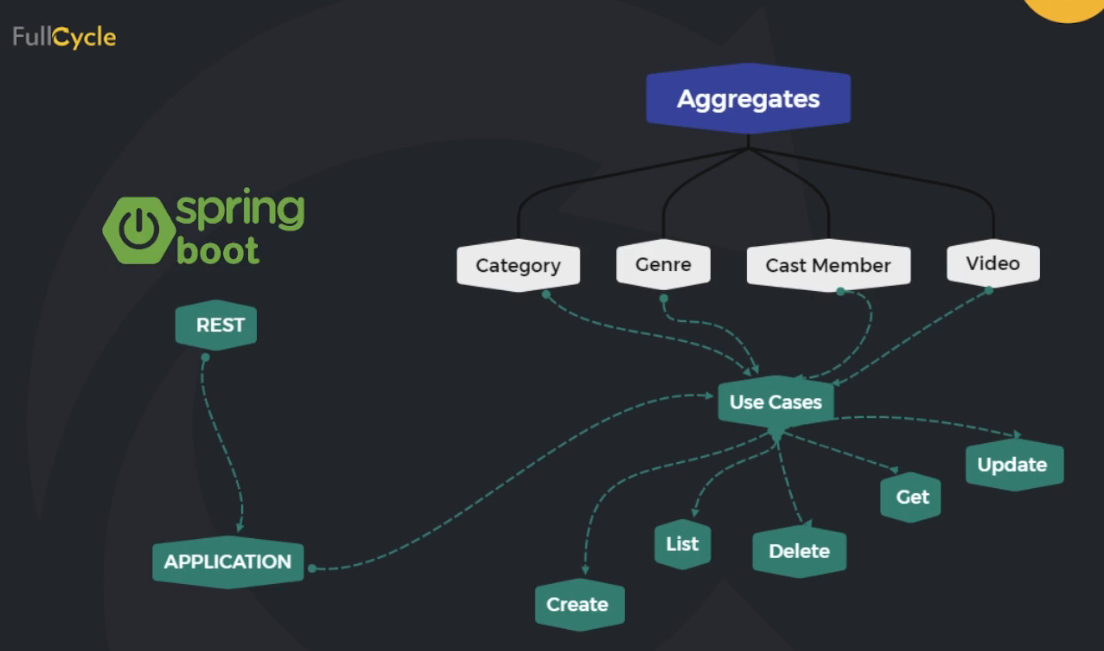 FullCycle
Aggregates
spring
boot
Category
Genre
Cast Member
Video
REST
Use Cases
Update
Get
List
Delete
APPLICATION
Create